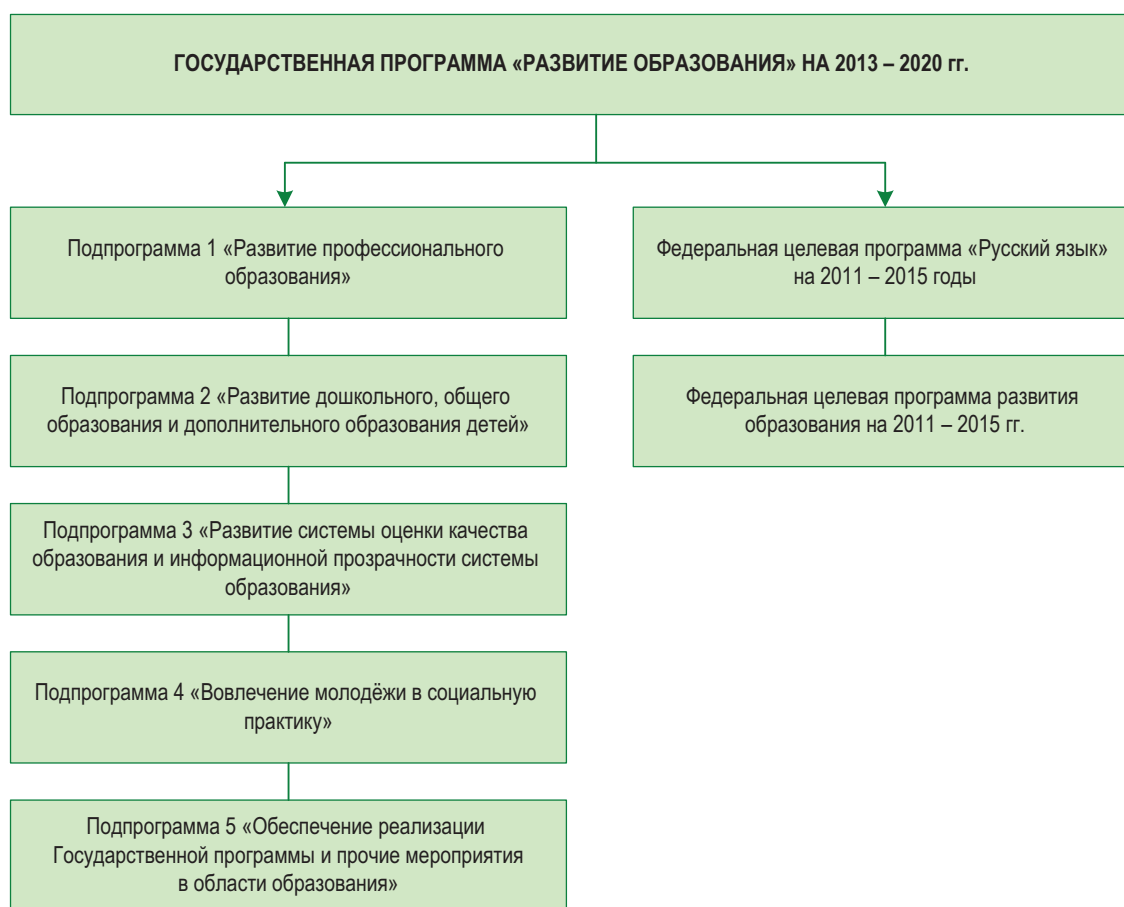 ГОСУДАРСТВЕННАЯ ПРОГРАММА «РАЗВИТИЕ ОБРАЗОВАНИЯ» НА 2013 – 2020 гг.
Подпрограмма 1 «Развитие профессионального
образования»
Подпрограмма 2 «Развитие дошкольного, общего
образования и дополнительного образования детей»
Подпрограмма 3 «Развитие системы оценки качества
образования и информационной прозрачности системы
образования»
Подпрограмма 4 «Вовлечение молодёжи в социальную
практику»
Подпрограмма 5 «Обеспечение реализации
Государственной программы и прочие мероприятия
в области образования»
Федеральная целевая программа «Русский язык»
на 2011 – 2015 годы
Федеральная целевая программа развития
образования на 2011 – 2015 гг.